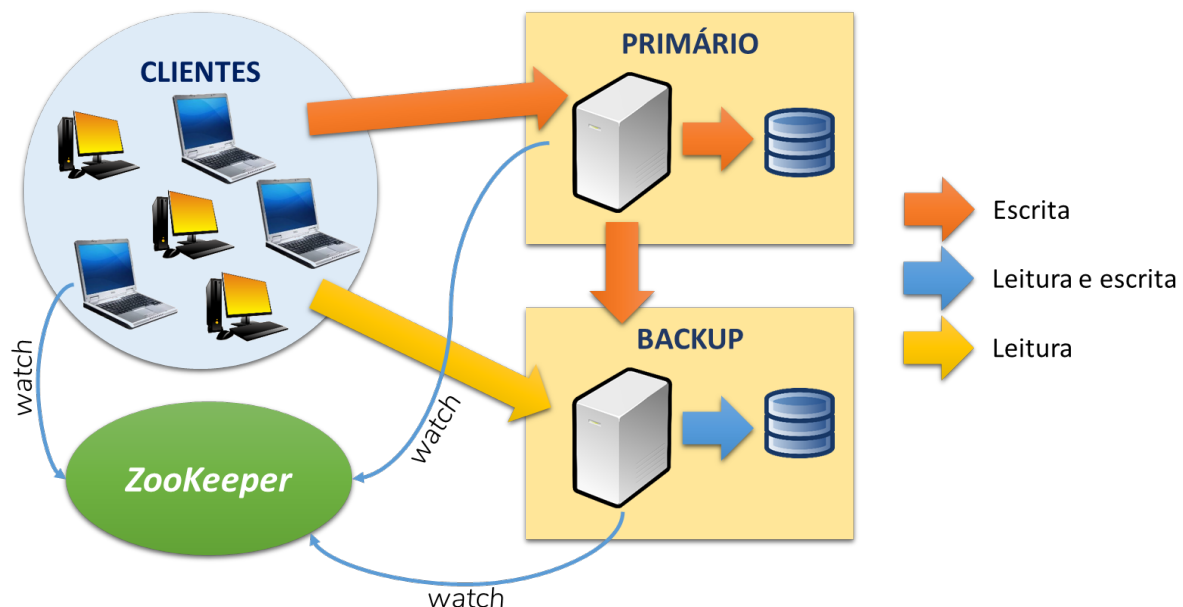 CLIENTES
PRIMÁRIO
BACKUP
ZooKeeper
watch
watch
watch
Escrita
Leitura e escrita
Leitura